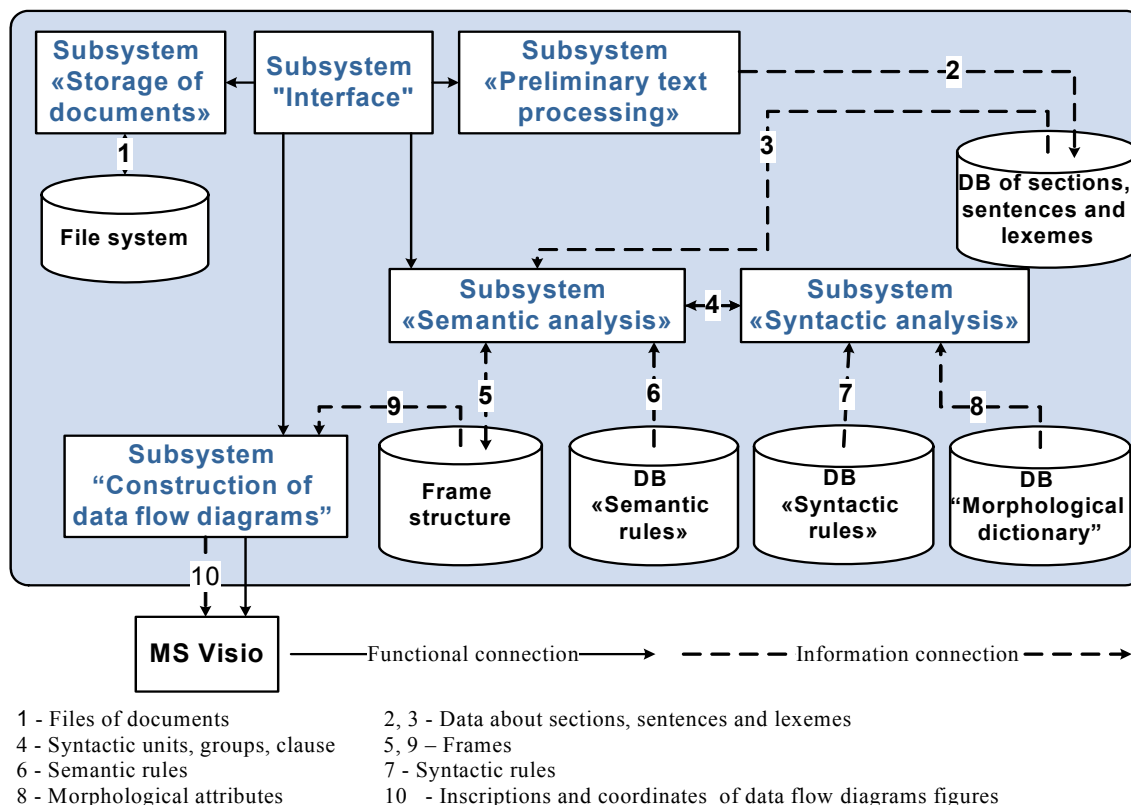 Subsystem
«Storage of
documents»
Subsystem
"Interface"
Subsystem
«Preliminary text
processing»
2
1
3
File system
DB of sections,
sentences and
lexemes
Subsystem
«Semantic analysis»
4
Subsystem
«Syntactic analysis»
9
5
6
7
8
Subsystem
“Construction of
data flow diagrams”
Frame
structure
DB
«Semantic
rules»
DB
«Syntactic
rules»
DB
“Morphological
dictionary”
10
MS Visio
Functional connection
Information connection
1 - Files of documents
2, 3 - Data about sections, sentences and lexemes
4 - Syntactic units, groups, clause
5, 9 – Frames
6 - Semantic rules
7 - Syntactic rules
8 - Morphological attributes
10 - Inscriptions and coordinates of data flow diagrams figures